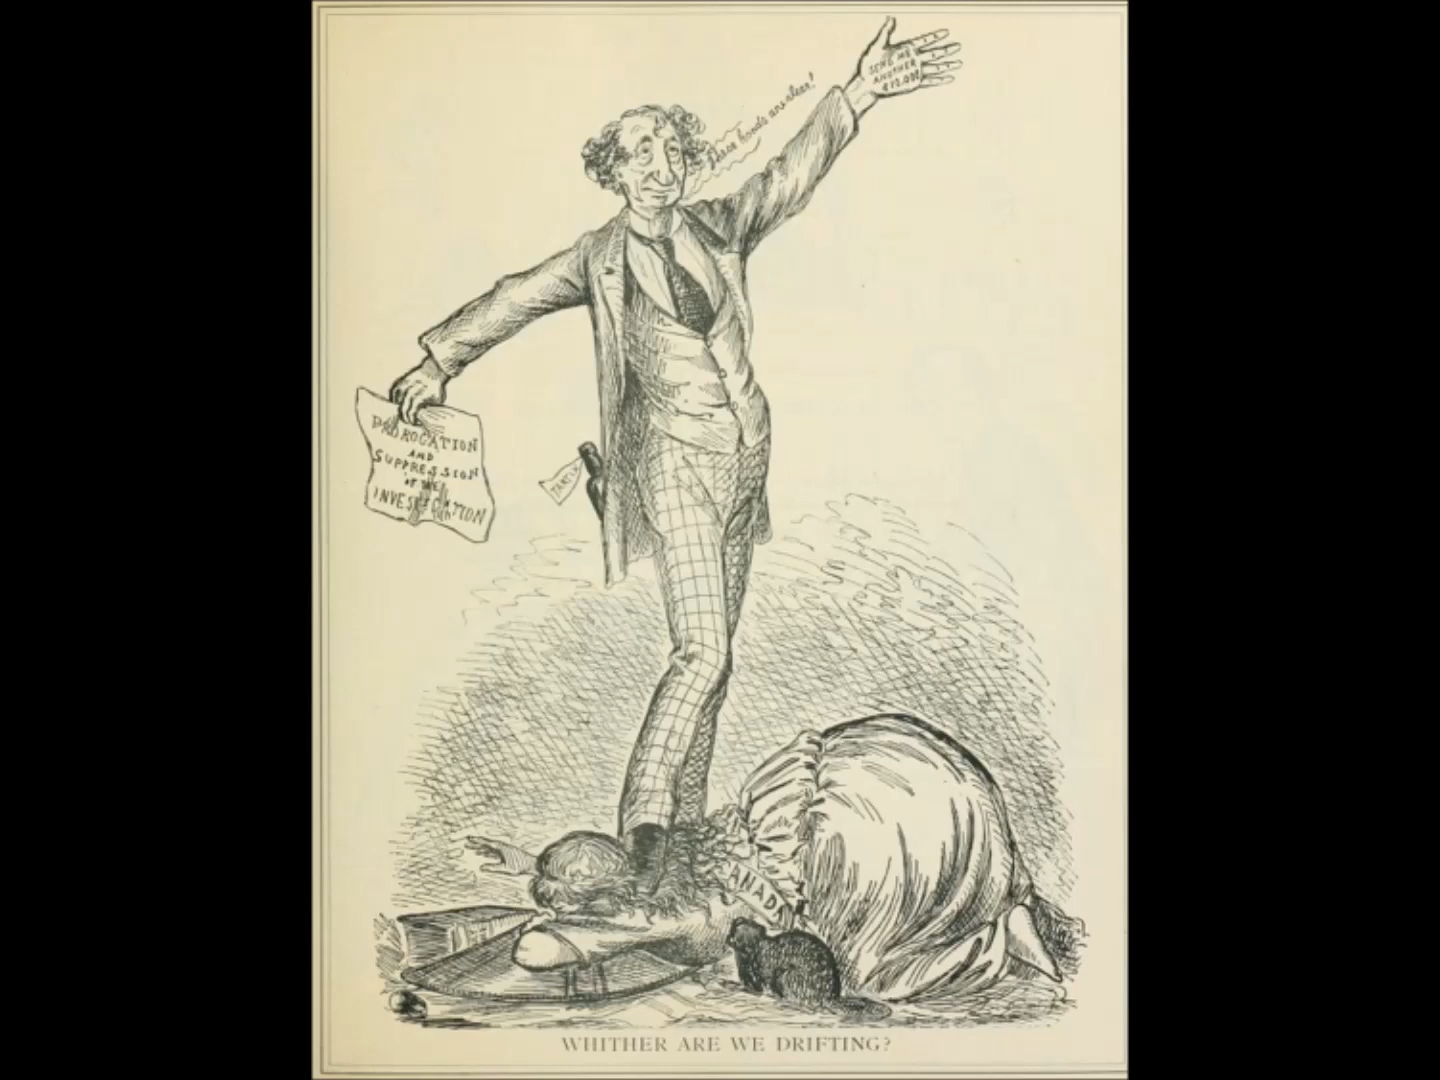 SEND ME
ANOTHER
$10,000
These hands are clean!
PROROGATION
AND
SUPPRESSION
OF THE
INVESTIGATION
CANADA
WHITHER ARE WE DRIFTING?